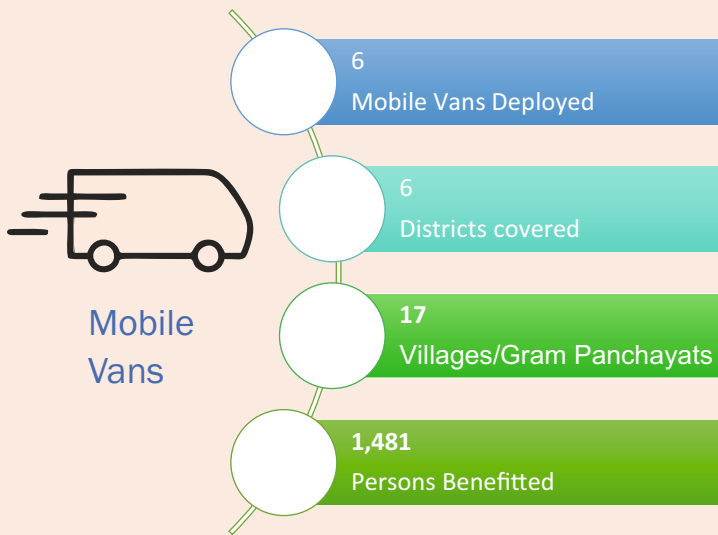 6
Mobile Vans Deployed
6
Districts covered
Mobile
Vans
17
Villages/Gram Panchayats
1,481
Persons Benefitted